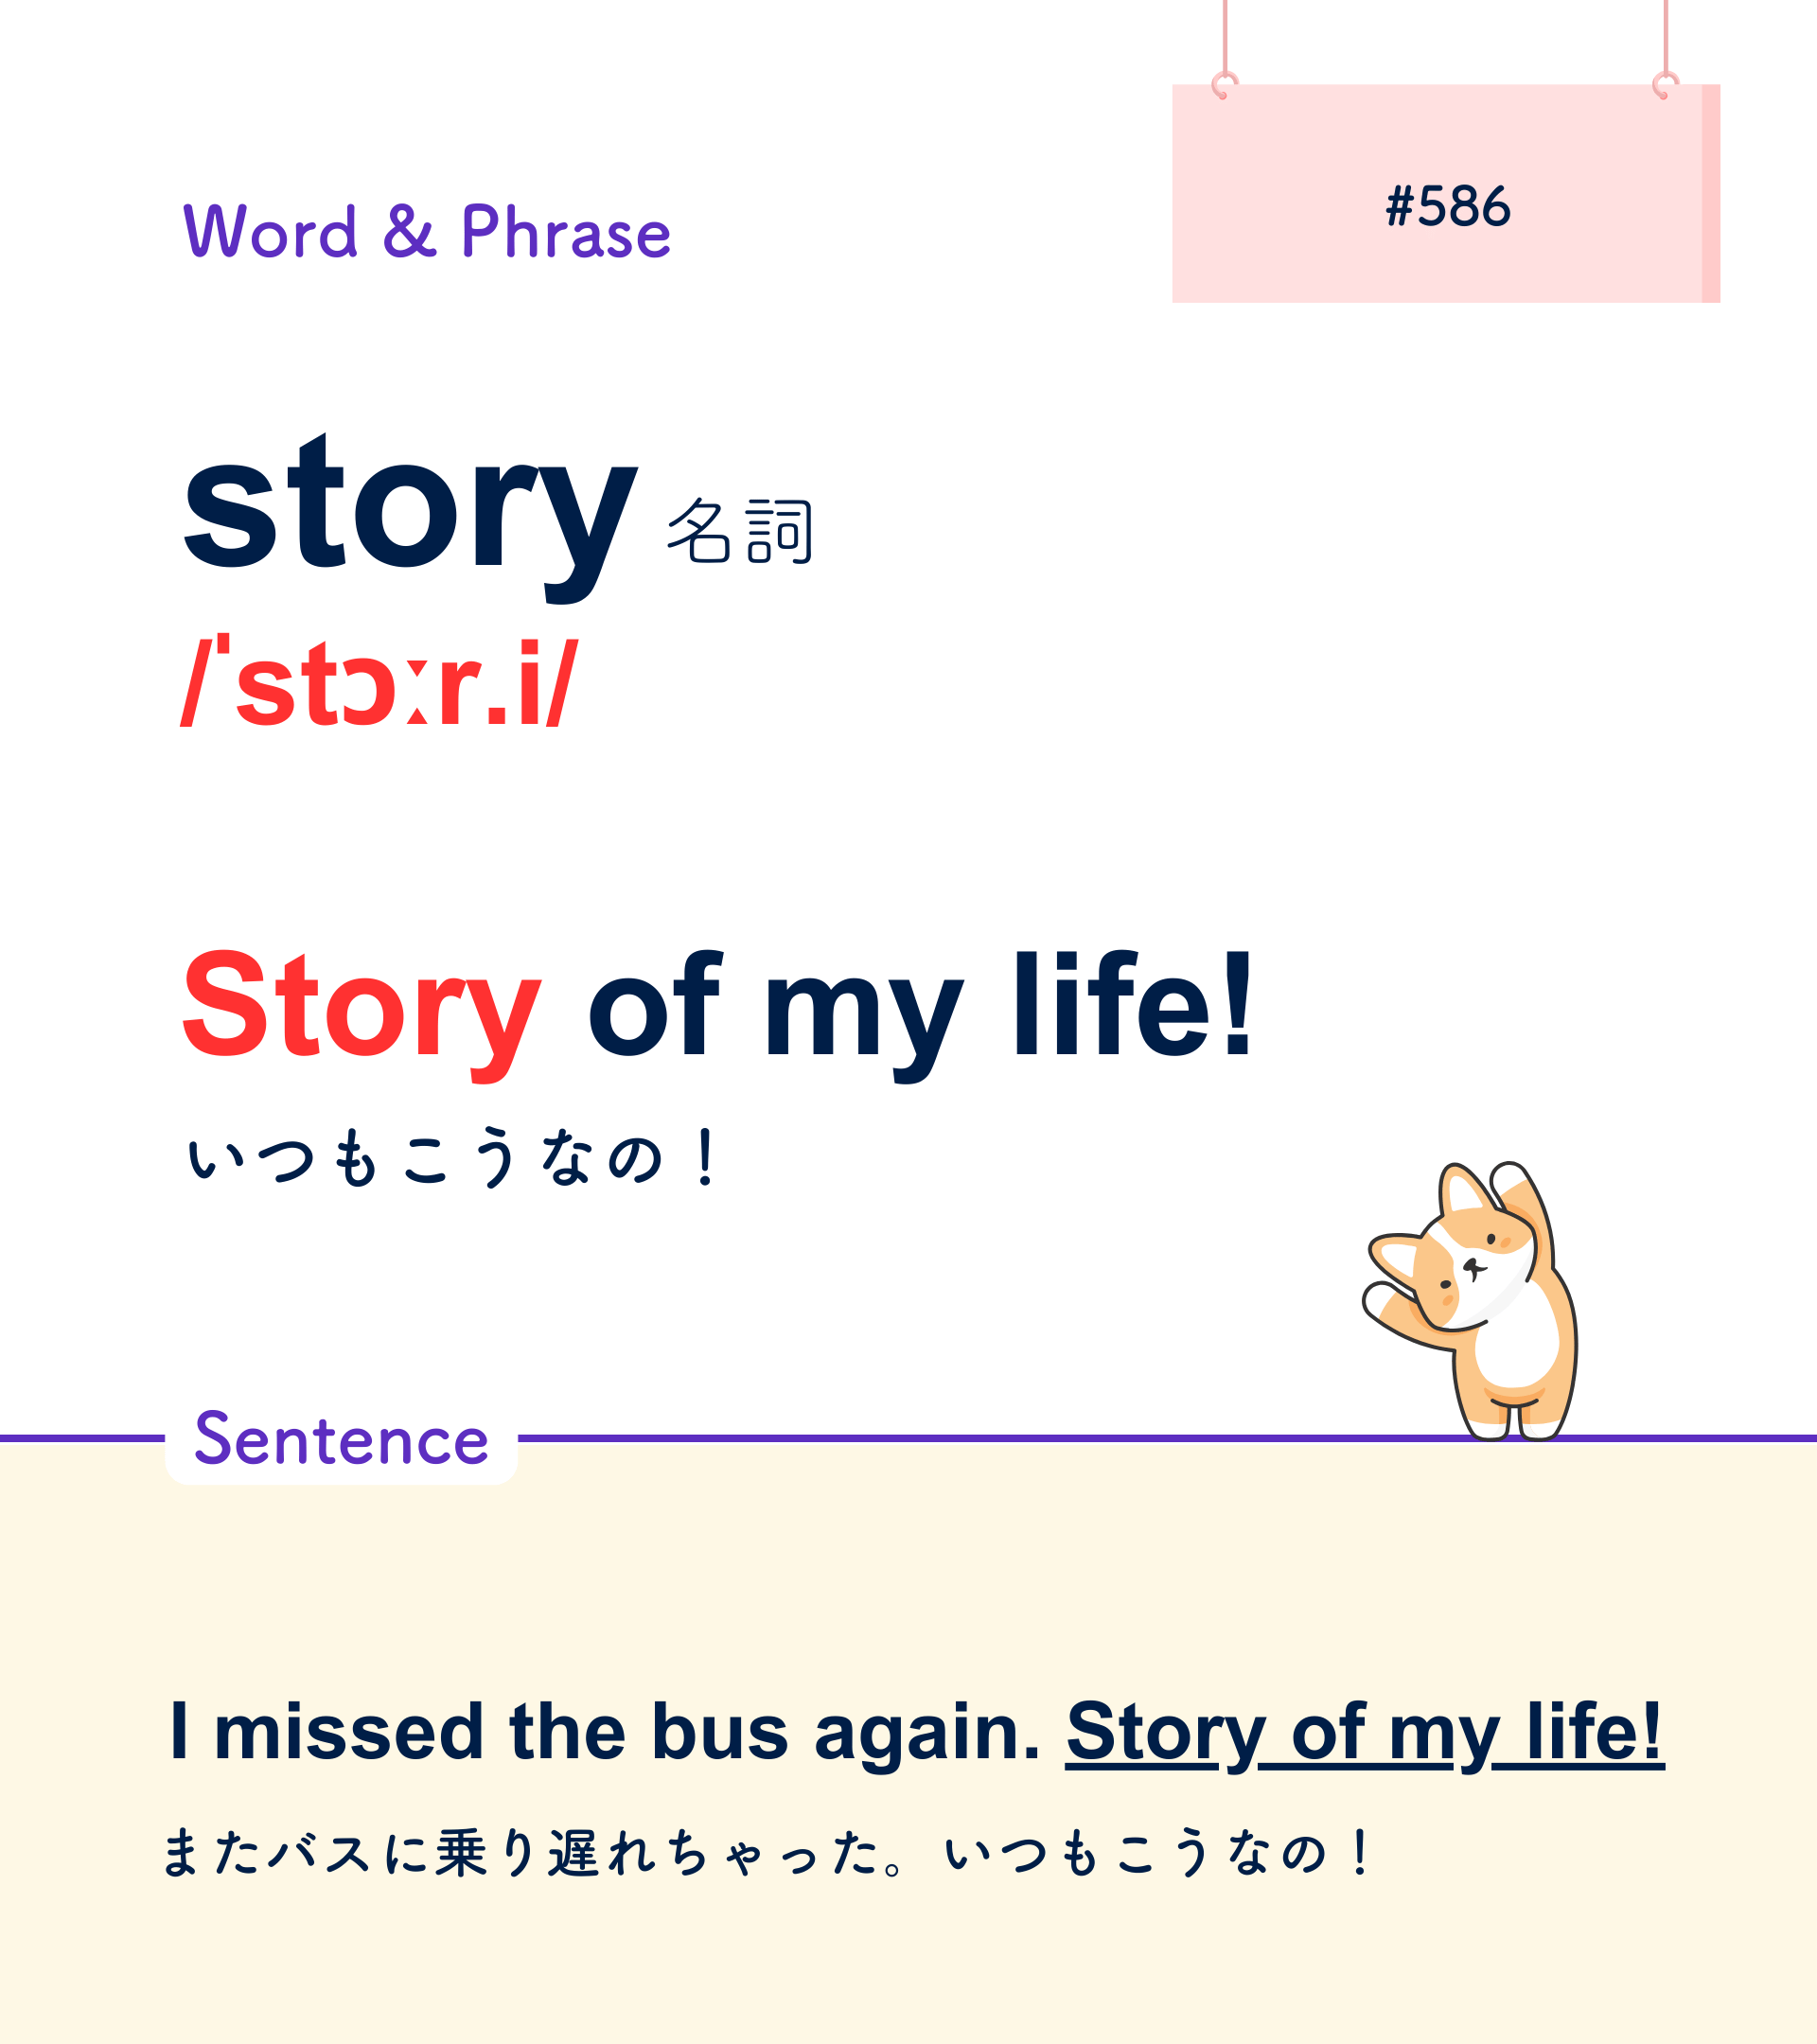 #586
Word & Phrase
story 名詞
/ˈstɔːr.i/
Story of my life!
いつもこうなの！
Sentence
I missed the bus again. Story of my life!
またバスに乗り遅れちゃった。いつもこうなの！